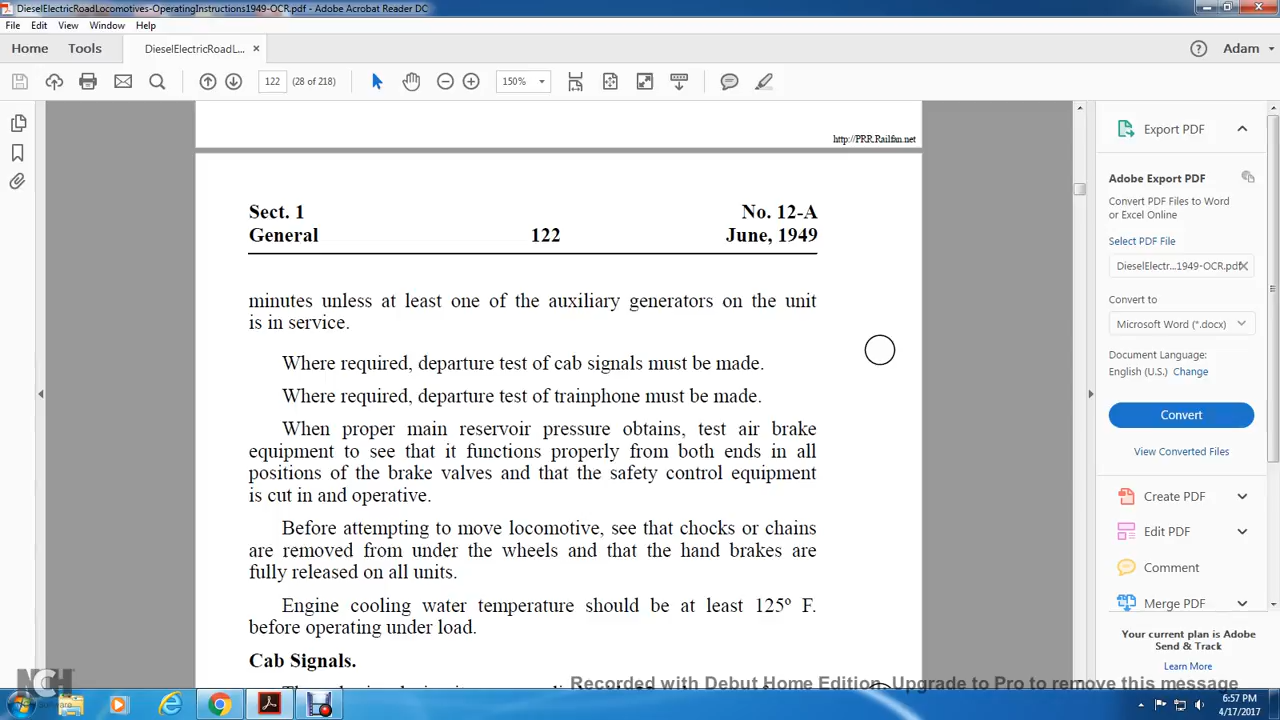 DieselElectricRoadLocomotives-OperatingInstructions1949-OCR.pdf - Adobe Acrobat Reader DC
File Edit View Window Help
Home Tools DieselElectricRoadL... × Adam
122 (28 of 218) 150%
http://PRR.Railfan.net
Sect. 1 No. 12-A
General 122 June, 1949
minutes unless at least one of the auxiliary generators on the unit
is in service.
Where required, departure test of cab signals must be made.
Where required, departure test of trainphone must be made.
When proper main reservoir pressure obtains, test air brake
equipment to see that it functions properly from both ends in all
positions of the brake valves and that the safety control equipment
is cut in and operative.
Before attempting to move locomotive, see that chocks or chains
are removed from under the wheels and that the hand brakes are
fully released on all units.
Engine cooling water temperature should be at least 125º F.
before operating under load.
Cab Signals.
Export PDF
Adobe Export PDF
Convert PDF Files to Word
or Excel Online
Select PDF File
DieselElectr...1949-OCR.pdf
Convert to
Microsoft Word (*.docx)
Document Language:
English (U.S.) Change
Convert
View Converted Files
Create PDF
Edit PDF
Comment
Merge PDF
Your current plan is Adobe
Send & Track
Learn More
NCH
Software
Recorded with Debut Home Edition. Upgrade to Pro to remove this message
6:57 PM
4/17/2017